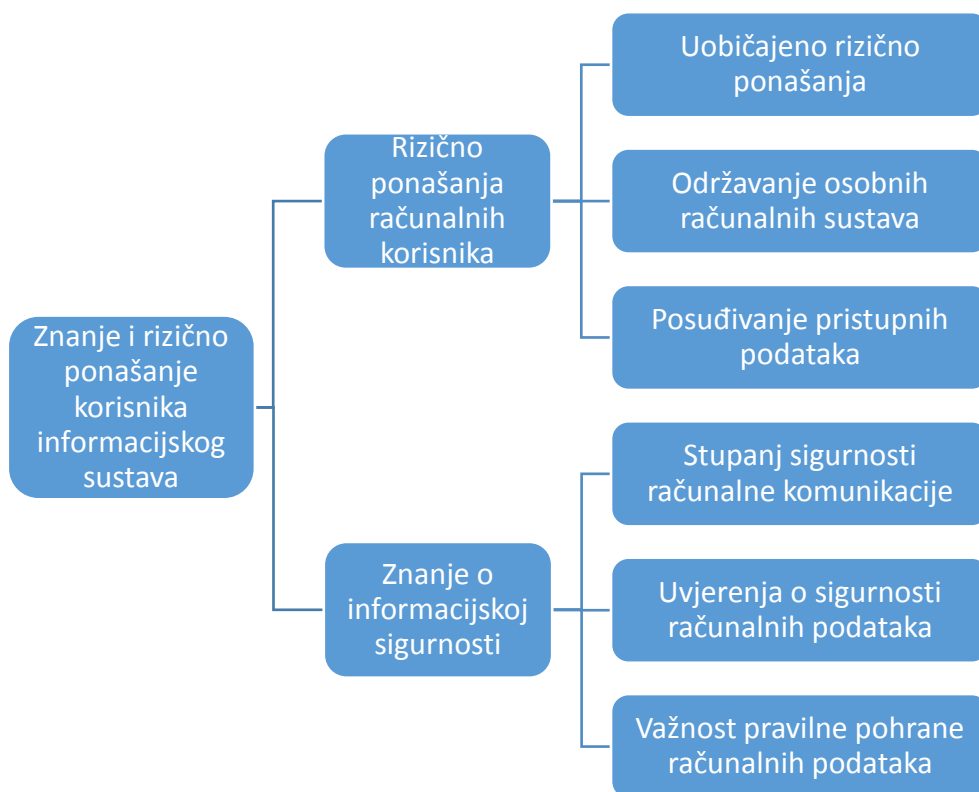 Znanje i rizično
ponašanje
korisnika
informacijskog
sustava
Rizično
ponašanja
računalnih
korisnika
Uobičajeno rizično
ponašanja
Održavanje osobnih
računalnih sustava
Posuđivanje pristupnih
podataka
Znanje o
informacijskoj
sigurnosti
Stupanj sigurnosti
računalne komunikacije
Uvjerenja o sigurnosti
računalnih podataka
Važnost pravilne pohrane
računalnih podataka